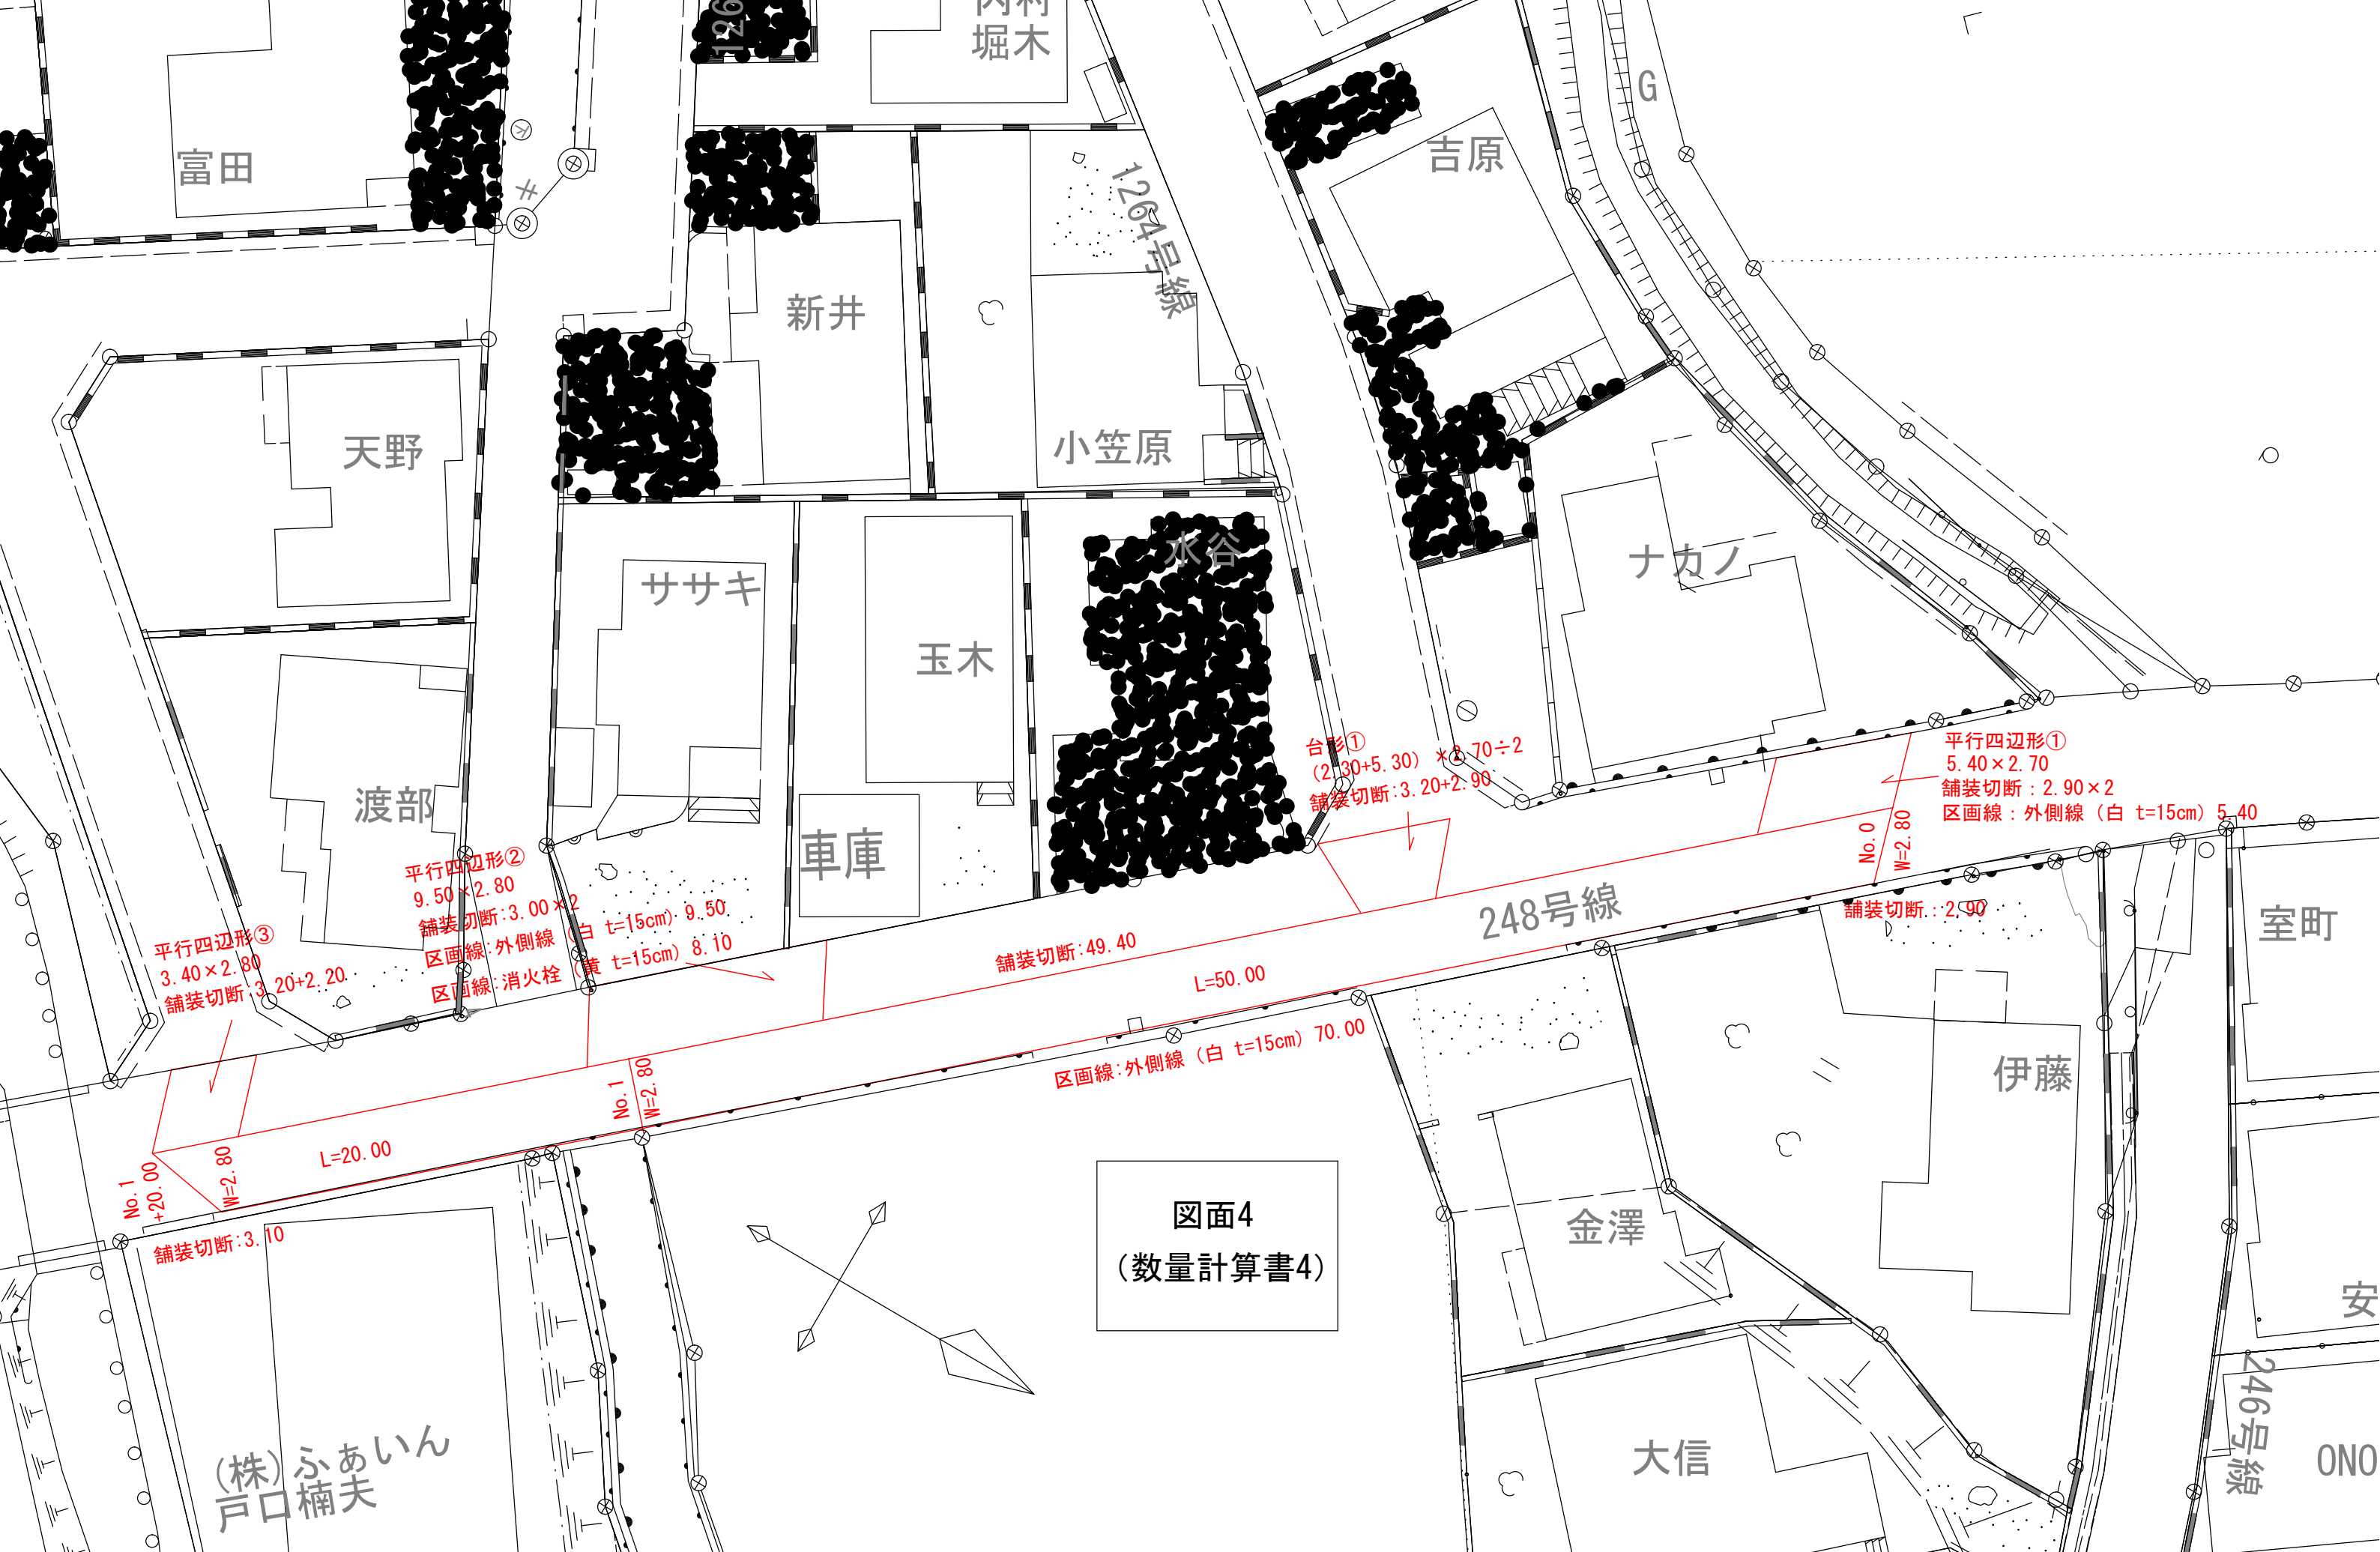 126
内村
堀木
G
富田
吉原
1264号線
新井
天野
小笠原
水谷
ササキ
ナカノ
玉木
渡部
車庫
台形①
(2.30+5.30) ×2.70÷2
舗装切断:3.20+2.90
平行四辺形①
5.40×2.70
舗装切断：2.90×2
区画線：外側線（白 t=15cm）5.40
No.0
W=2.80
平行四辺形②
9.50×2.80
舗装切断:3.00×2
区画線:外側線（白 t=15cm）9.50
区画線:消火栓（黄 t=15cm）8.10
平行四辺形③
3.40×2.80
舗装切断:3.20+2.20
248号線
舗装切断：2.90
室町
舗装切断:49.40
L=50.00
区画線:外側線（白 t=15cm）70.00
No.1
W=2.80
伊藤
L=20.00
No.1
+20.00
W=2.80
舗装切断:3.10
図面4
（数量計算書4）
金澤
安
246号線
(株)ふぁいん
戸口楠夫
大信
ONO